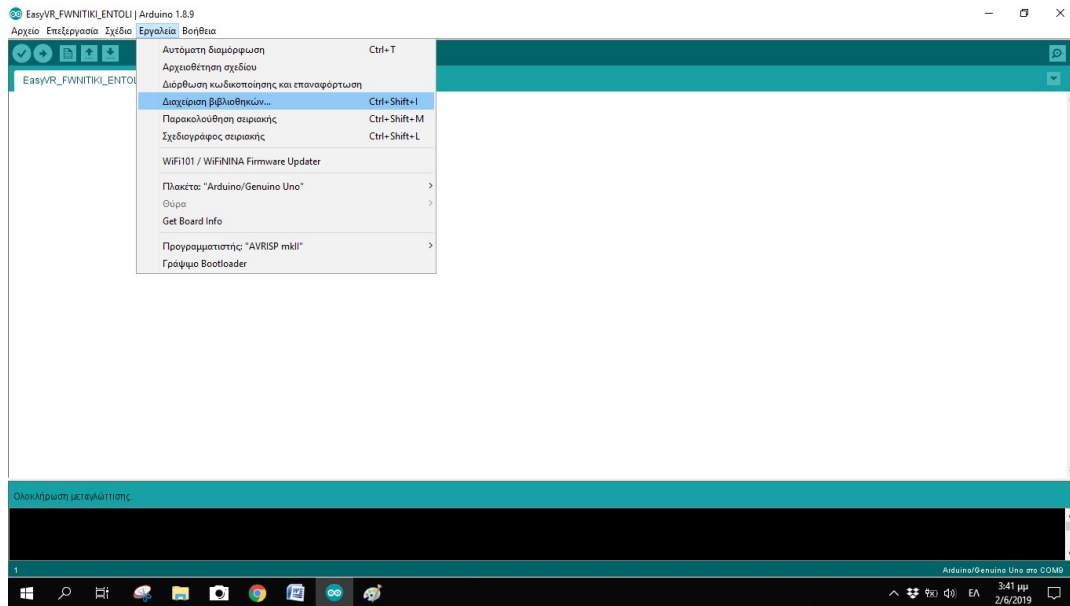 EasyVR_FWNITIKI_ENTOLI | Arduino 1.8.9
Αρχείο Επεξεργασία Σχέδιο Εργαλεία Βοήθεια
EasyVR_FWNITIKI_ENTOL
Αυτόματη διαμόρφωση Ctrl+T
Αρχειοθέτηση σχεδίου
Διόρθωση κωδικοποίησης και επαναφόρτωση
Διαχείριση βιβλιοθηκών... Ctrl+Shift+I
Παρακολούθηση σειριακής Ctrl+Shift+M
Σχεδιογράφος σειριακής Ctrl+Shift+L
WiFi101 / WiFiNINA Firmware Updater
Πλακέτα: "Arduino/Genuino Uno"
Θύρα
Get Board Info
Προγραμματιστής: "AVRISP mkII"
Γράψιμο Bootloader
Ολοκλήρωση μεταγλώττισης.
1 Arduino/Genuino Uno στο COM9
ΕΛ 3:41 μμ
2/6/2019